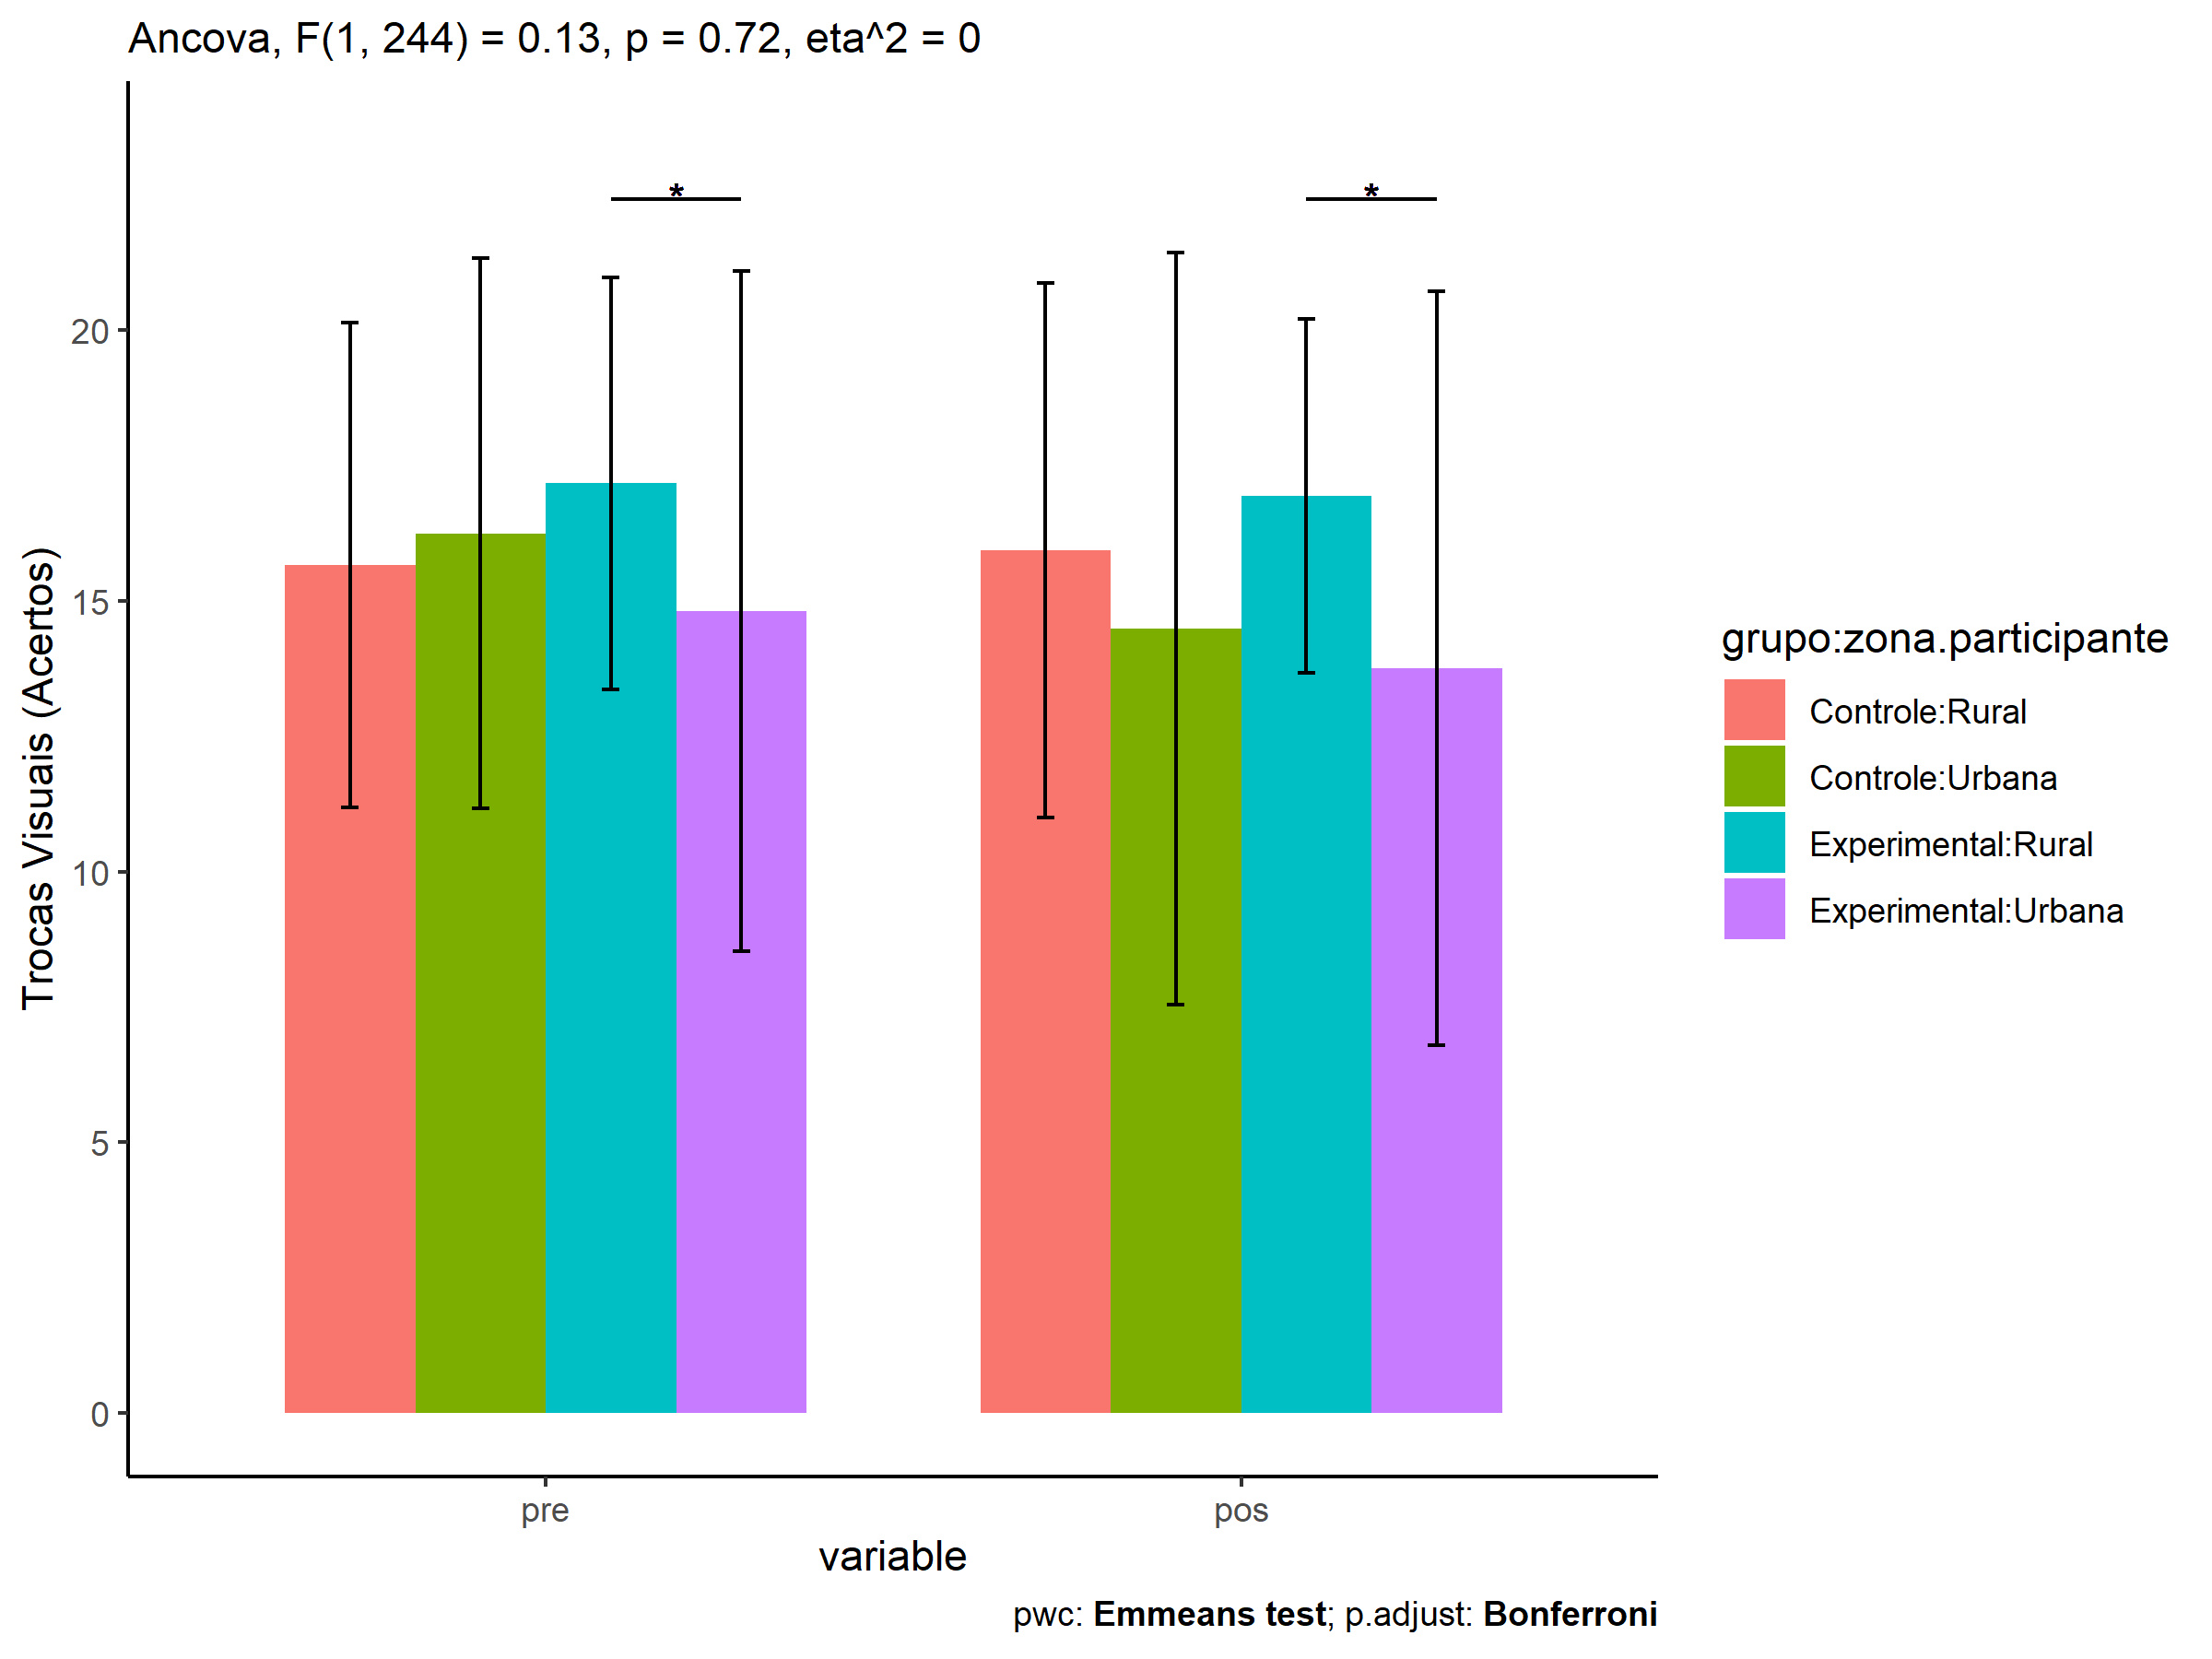 Ancova, F(1, 244) = 0.13, p = 0.72, eta^2 = 0
Trocas Visuais (Acertos)
20
15
10
5
0
*
*
pre
pos
variable
grupo:zona.participante
Controle:Rural
Controle:Urbana
Experimental:Rural
Experimental:Urbana
pwc: Emmeans test; p.adjust: Bonferroni